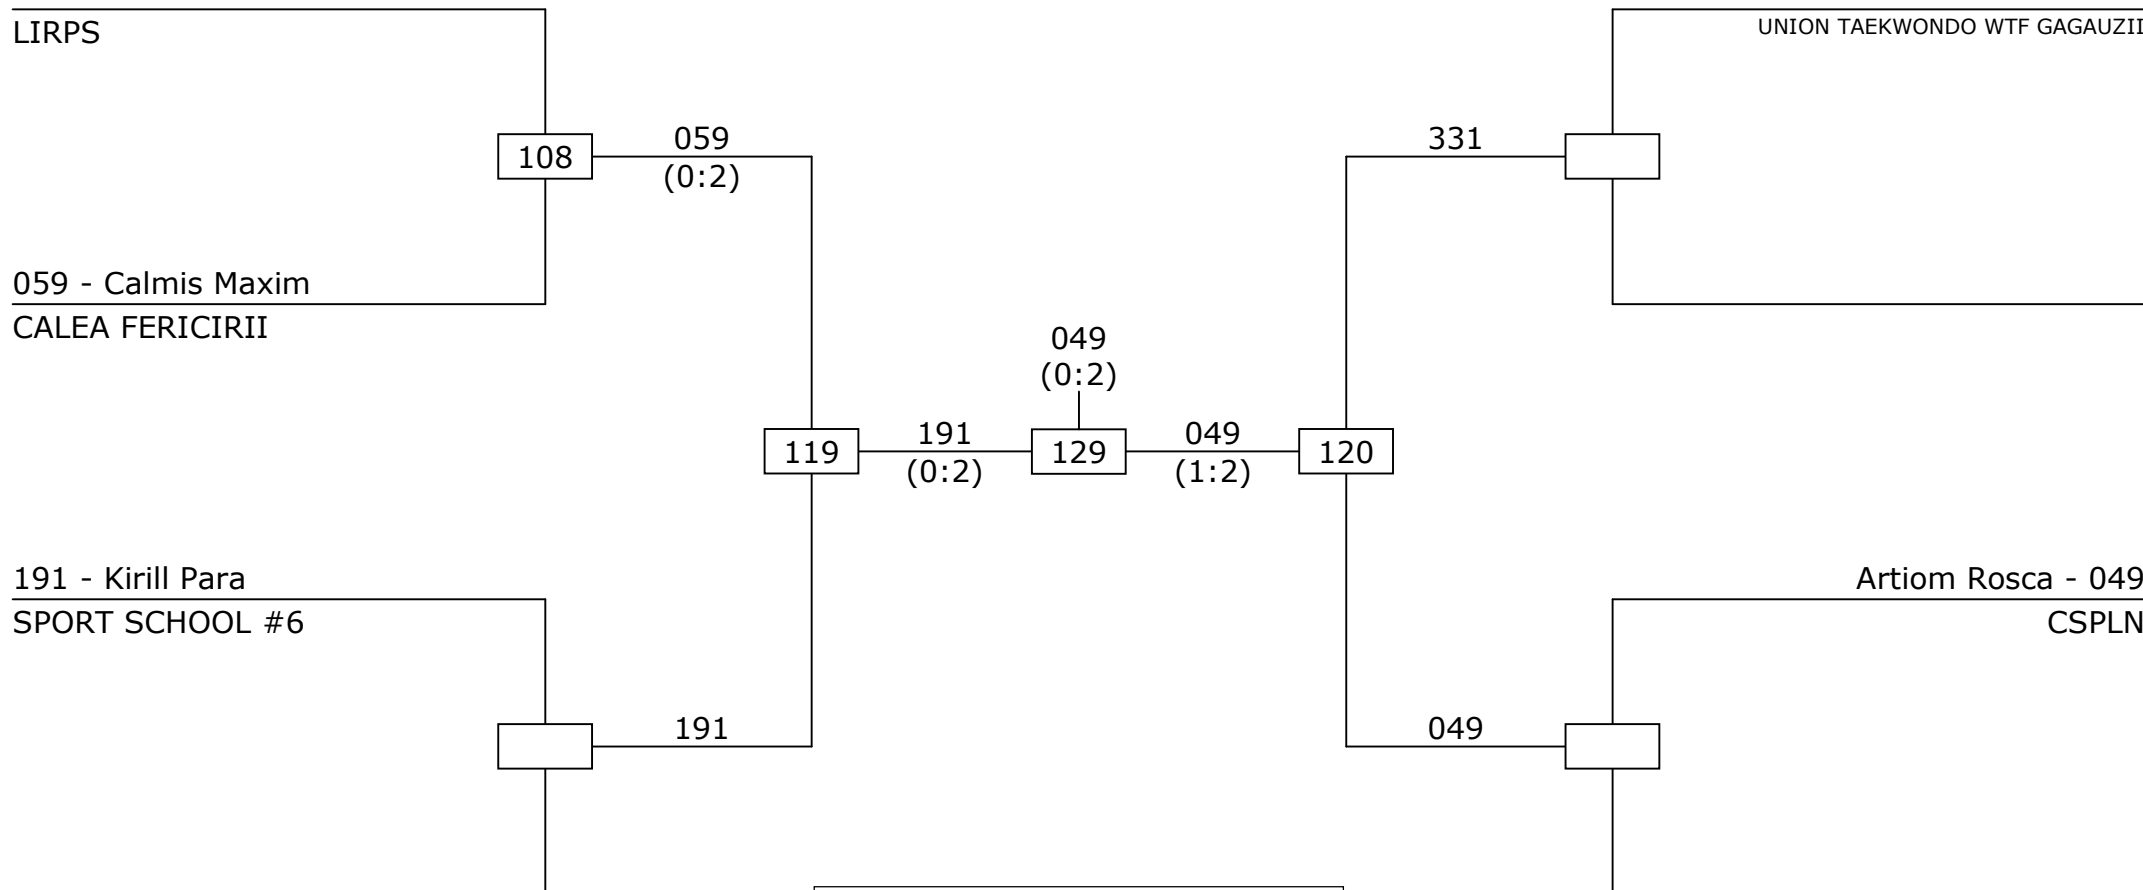 LIRPS
UNION TAEKWONDO WTF GAGAUZII
108
059
(0:2)
331
059 - Calmis Maxim
CALEA FERICIRII
049
(0:2)
119
191
(0:2)
129
049
(1:2)
120
191 - Kirill Para
SPORT SCHOOL #6
Artiom Rosca - 049
CSPLN
191
049